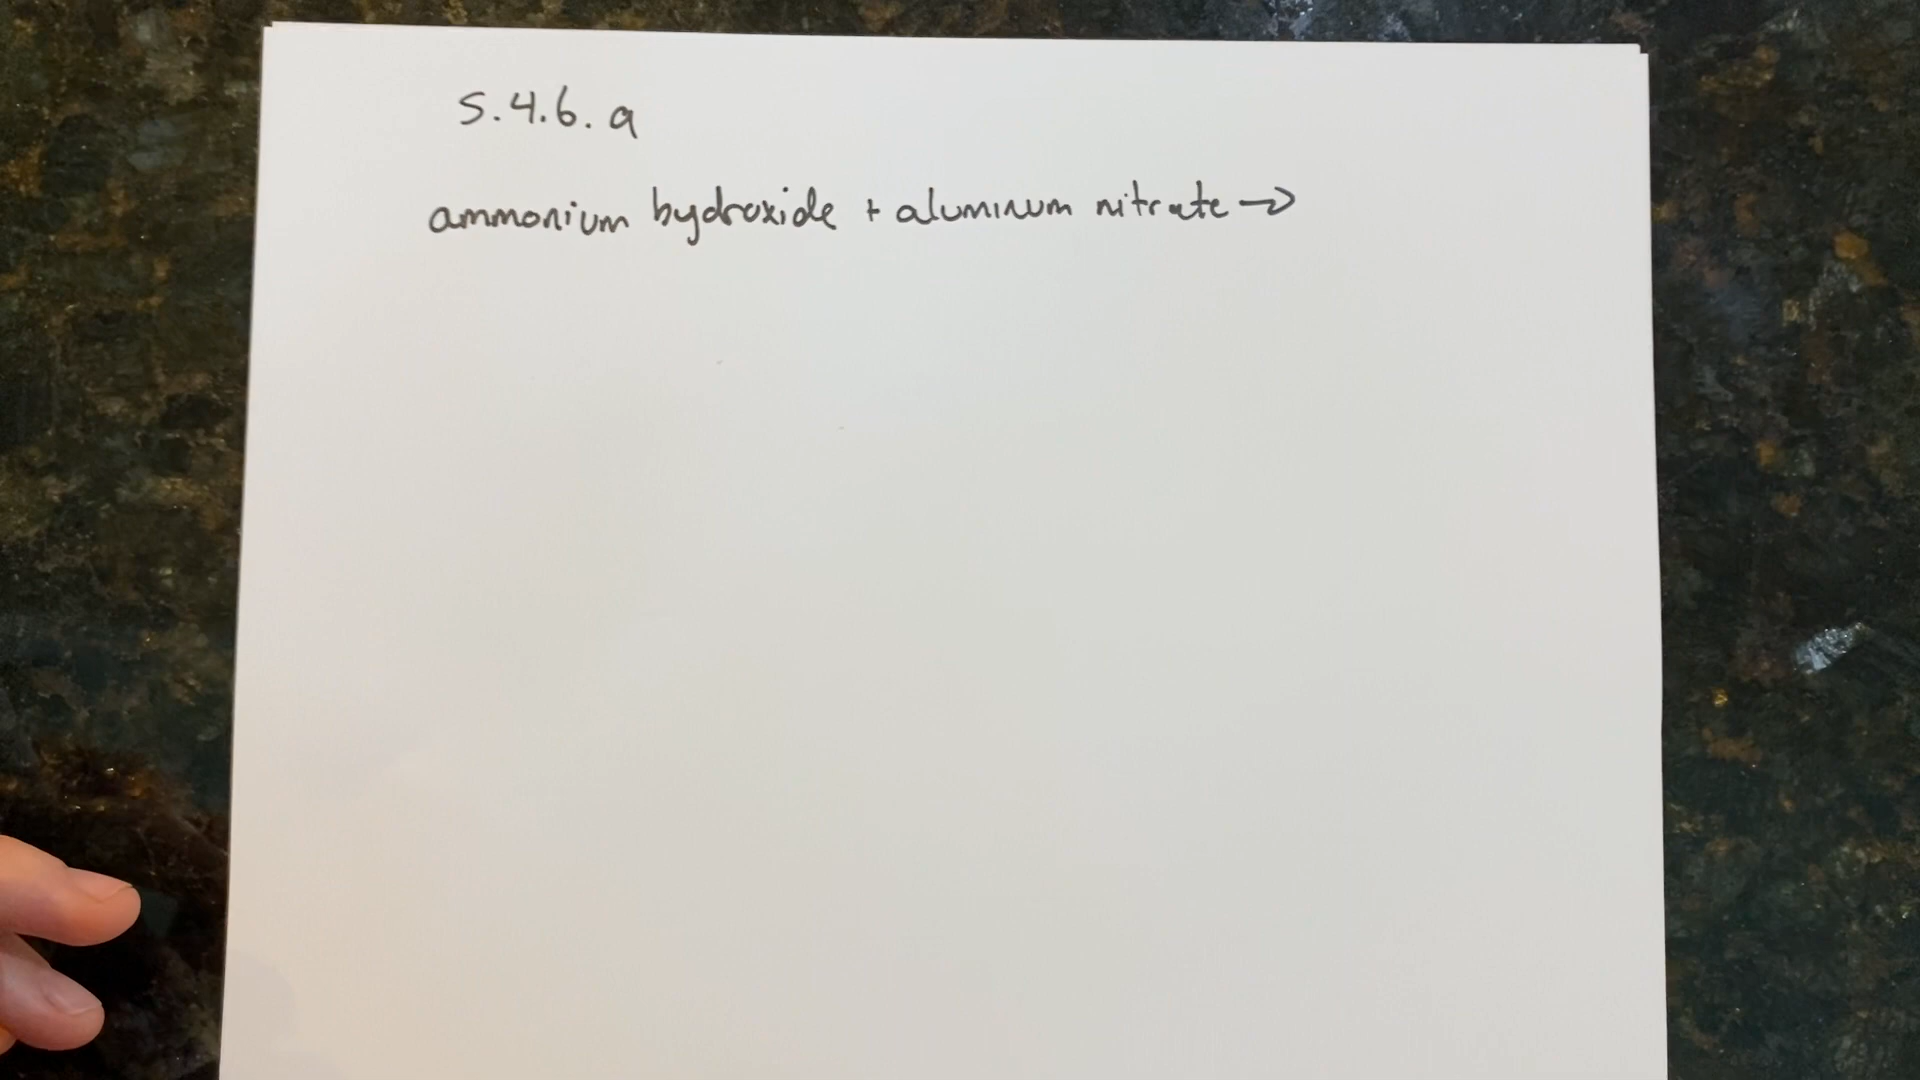 5.4.6.a
ammonium hydroxide + aluminum nitrate →